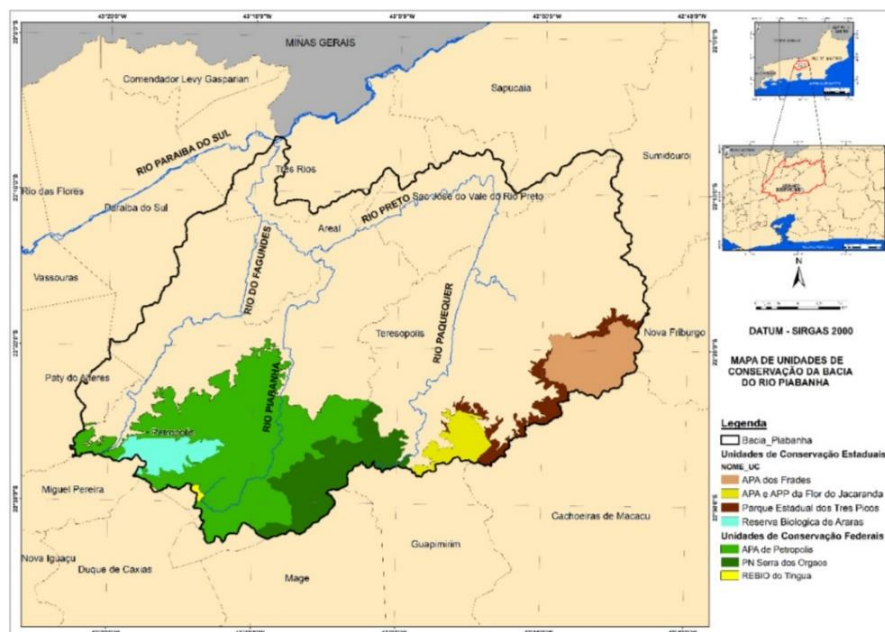 MINAS GERAIS
Comendador Levy Gasparian
Sapucaia
RIO PARAIBA DO SUL
Tres Rios
Sumidouro
Rio das Flores
Paraiba do Sul
RIO PRETO
Sao Jose do Vale do Rio Preto
Areal
RIO DO FAGUNDES
Vassouras
RIO PAQUEQUER
Teresopolis
Nova Friburgo
Paty do Alferes
RIO PIABANHA
Petropolis
Miguel Pereira
Cachoeiras de Macacu
Nova Iguaçu
Duque de Caxias
Mage
Guapimirim
N
DATUM - SIRGAS 2000
MAPA DE UNIDADES DE
CONSERVAÇÃO DA BACIA
DO RIO PIABANHA
Legenda
Bacia_Piabanha
Unidades de Conservação Estaduais
NOME_UC
APA dos Frades
APA e APP da Flor do Jacaranda
Parque Estadual dos Tres Picos
Reserva Biologica de Araras
Unidades de Conservação Federais
APA de Petropolis
PN Serra dos Orgaos
REBIO do Tingua